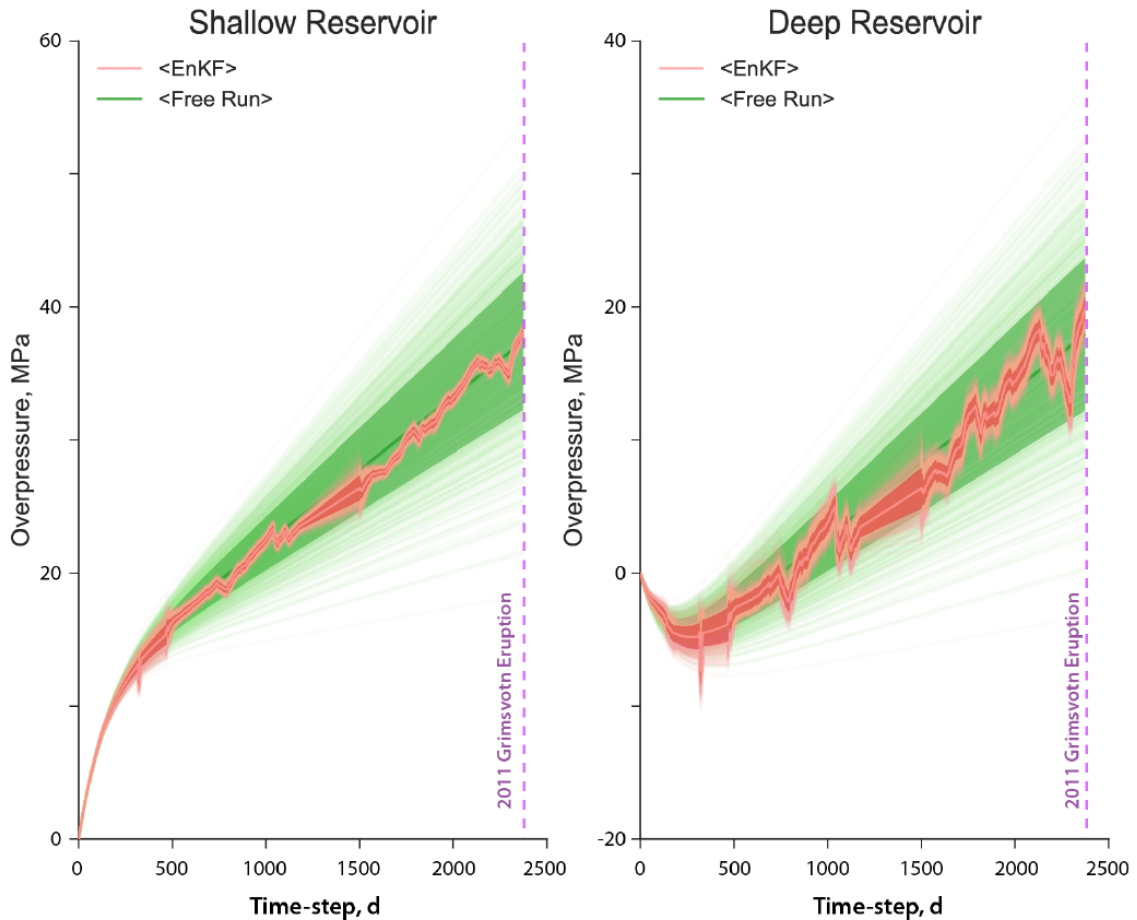 Shallow Reservoir
60
40
20
0
Overpressure, MPa
<EnKF>
<Free Run>
2011 Grimsvotn Eruption
0
500
1000
1500
2000
2500
Time-step, d
Deep Reservoir
40
20
0
-20
Overpressure, MPa
<EnKF>
<Free Run>
2011 Grimsvotn Eruption
0
500
1000
1500
2000
2500
Time-step, d